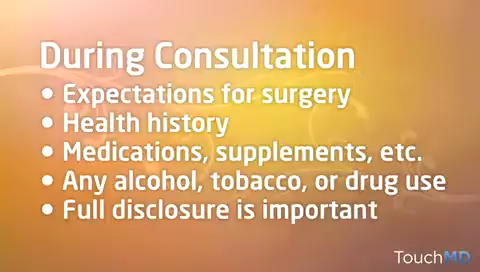 During Consultation
• Expectations for surgery
• Health history
• Medications, supplements, etc.
• Any alcohol, tobacco, or drug use
• Full disclosure is important
TouchMD